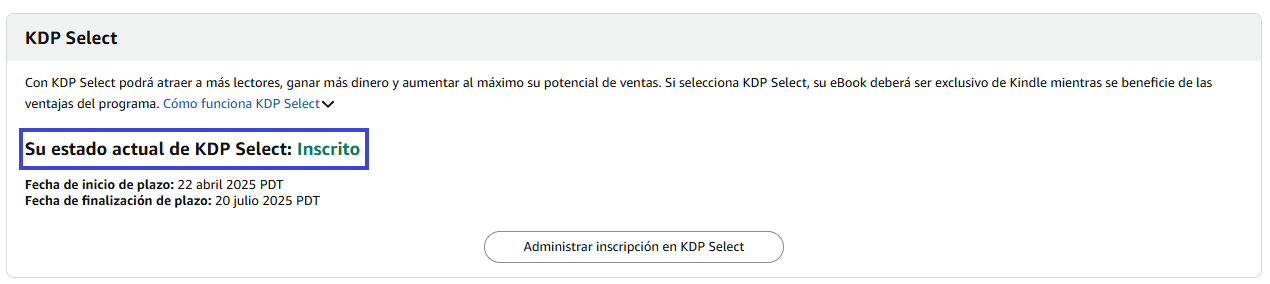 KDP Select
Con KDP Select podrá atraer a más lectores, ganar más dinero y aumentar al máximo su potencial de ventas. Si selecciona KDP Select, su eBook deberá ser exclusivo de Kindle mientras se beneficie de las
ventajas del programa. Cómo funciona KDP Select
Su estado actual de KDP Select: Inscrito
Fecha de inicio de plazo: 22 abril 2025 PDT
Fecha de finalización de plazo: 20 julio 2025 PDT
Administrar inscripción en KDP Select